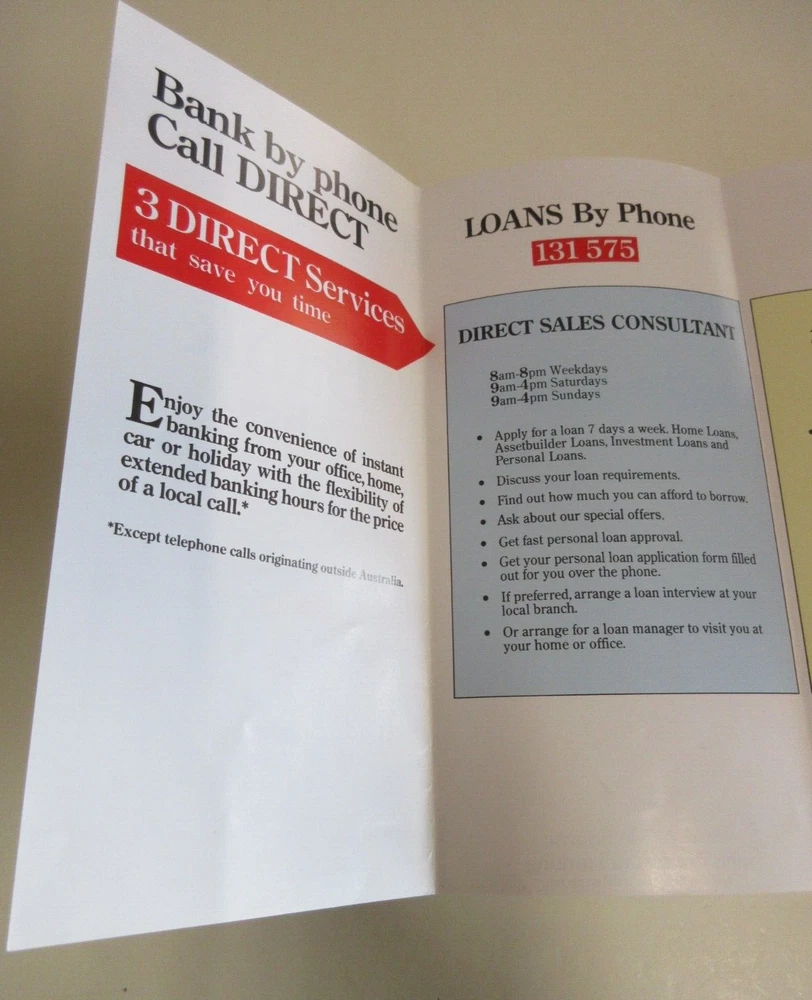 Bank by phone
Call DIRECT
3 DIRECT Services
that save you time
Enjoy the convenience of instant
banking from your office, home,
car or holiday with the flexibility of
extended banking hours for the price
of a local call.*
*Except telephone calls originating outside Australia.
LOANS By Phone
131 575
DIRECT SALES CONSULTANT
8am-8pm Weekdays
9am-4pm Saturdays
9am-4pm Sundays
• Apply for a loan 7 days a week. Home Loans,
Assetbuilder Loans, Investment Loans and
Personal Loans.
• Discuss your loan requirements.
• Find out how much you can afford to borrow.
• Ask about our special offers.
• Get fast personal loan approval.
• Get your personal loan application form filled
out for you over the phone.
• If preferred, arrange a loan interview at your
local branch.
• Or arrange for a loan manager to visit you at
your home or office.